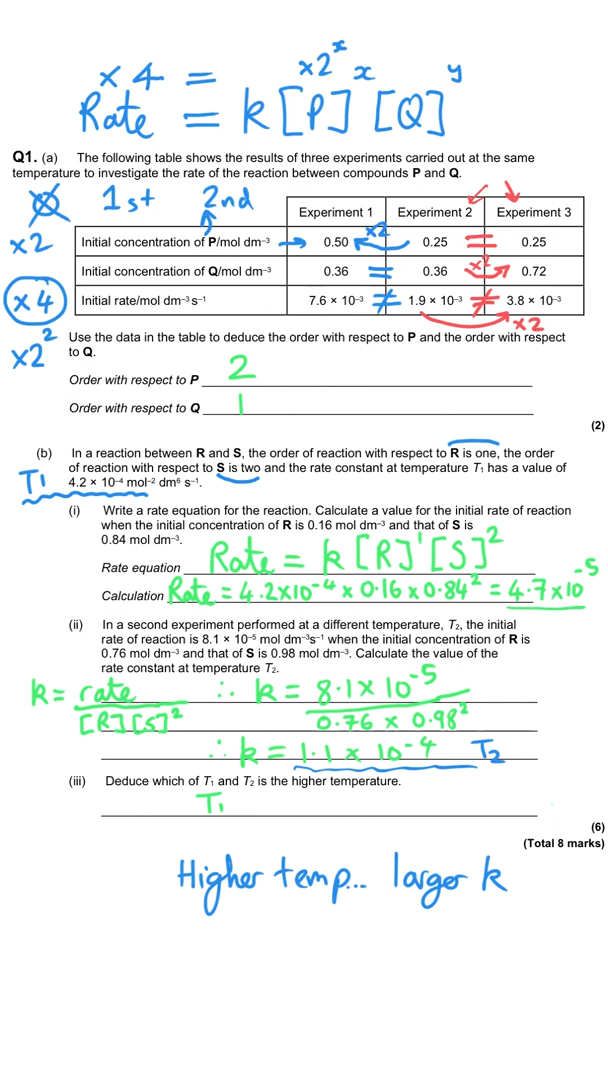 ×4 = ×2ˣ
Rate = k[P]ˣ[Q]ʸ
Q1. (a) The following table shows the results of three experiments carried out at the same
temperature to investigate the rate of the reaction between compounds P and Q.
1st 2nd
Experiment 1 Experiment 2 Experiment 3
×2 Initial concentration of P/mol dm⁻³ → 0.50 ×2 0.25 = 0.25
Initial concentration of Q/mol dm⁻³ 0.36 = 0.36 ×2 0.72
×4 Initial rate/mol dm⁻³ s⁻¹ 7.6 × 10⁻³ ≠ 1.9 × 10⁻³ ≠ 3.8 × 10⁻³
×2
×2² Use the data in the table to deduce the order with respect to P and the order with respect
to Q.
Order with respect to P 2
Order with respect to Q 1
(2)
(b) In a reaction between R and S, the order of reaction with respect to R is one, the order
of reaction with respect to S is two and the rate constant at temperature T₁ has a value of
T₁ 4.2 × 10⁻⁴ mol⁻² dm⁶ s⁻¹.
(i) Write a rate equation for the reaction. Calculate a value for the initial rate of reaction
when the initial concentration of R is 0.16 mol dm⁻³ and that of S is
0.84 mol dm⁻³.
Rate equation Rate = k[R]¹[S]²
Calculation Rate = 4.2×10⁻⁴ × 0.16 × 0.84² = 4.7×10⁻⁵
(ii) In a second experiment performed at a different temperature, T₂, the initial
rate of reaction is 8.1 × 10⁻⁵ mol dm⁻³s⁻¹ when the initial concentration of R is
0.76 mol dm⁻³ and that of S is 0.98 mol dm⁻³. Calculate the value of the
rate constant at temperature T₂.
k = rate ∴ k = 8.1 × 10⁻⁵
[R][S]² 0.76 × 0.98²
∴ k = 1.1 × 10⁻⁴ T₂
(iii) Deduce which of T₁ and T₂ is the higher temperature.
T₁
(6)
(Total 8 marks)
Higher temp... larger k